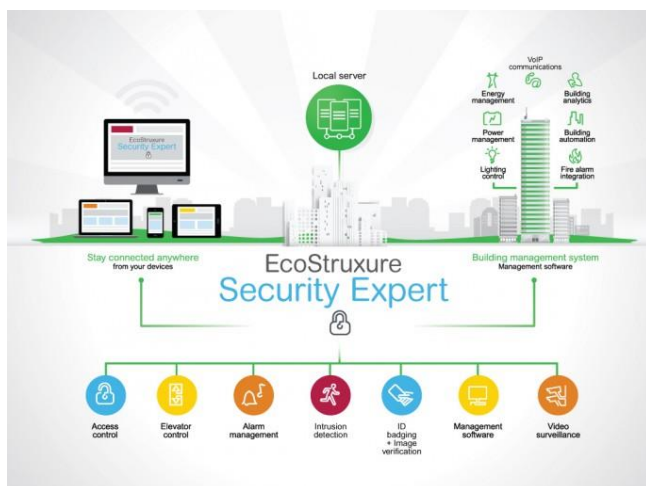 Local server
VoIP
communications
Energy
management
Building
analytics
Power
management
Building
automation
Lighting
control
Fire alarm
integration
EcoStruxure
Security Expert
Stay connected anywhere
from your devices
EcoStruxure
Security Expert
Building management system
Management software
Access
control
Elevator
control
Alarm
management
Intrusion
detection
ID
badging
+ Image
verification
Management
software
Video
surveillance